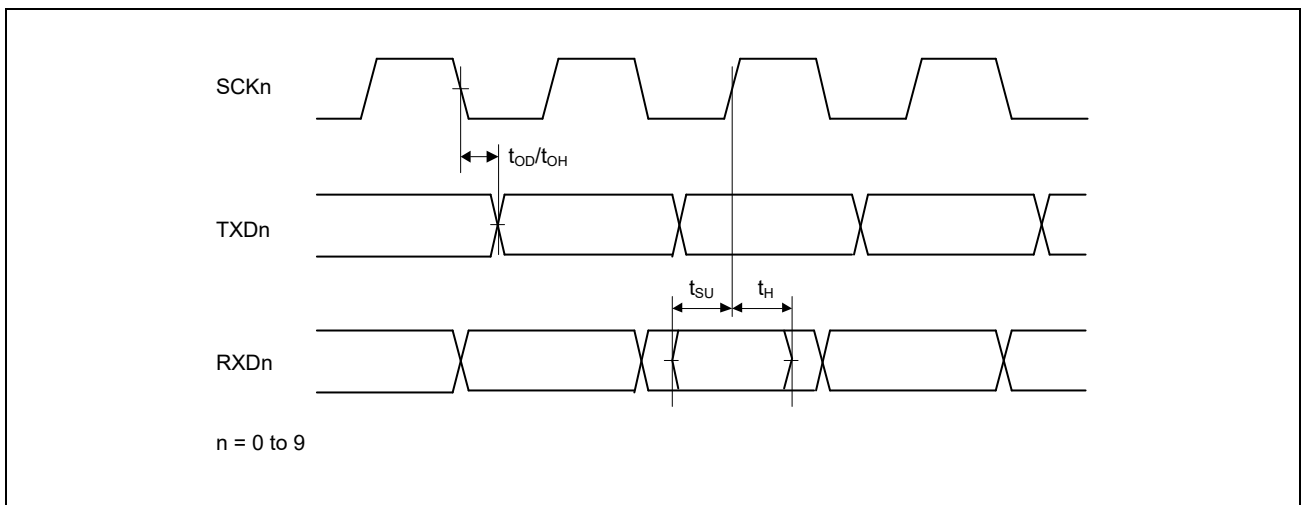 SCKn
tOD/tOH
TXDn
tSU
tH
RXDn
n = 0 to 9